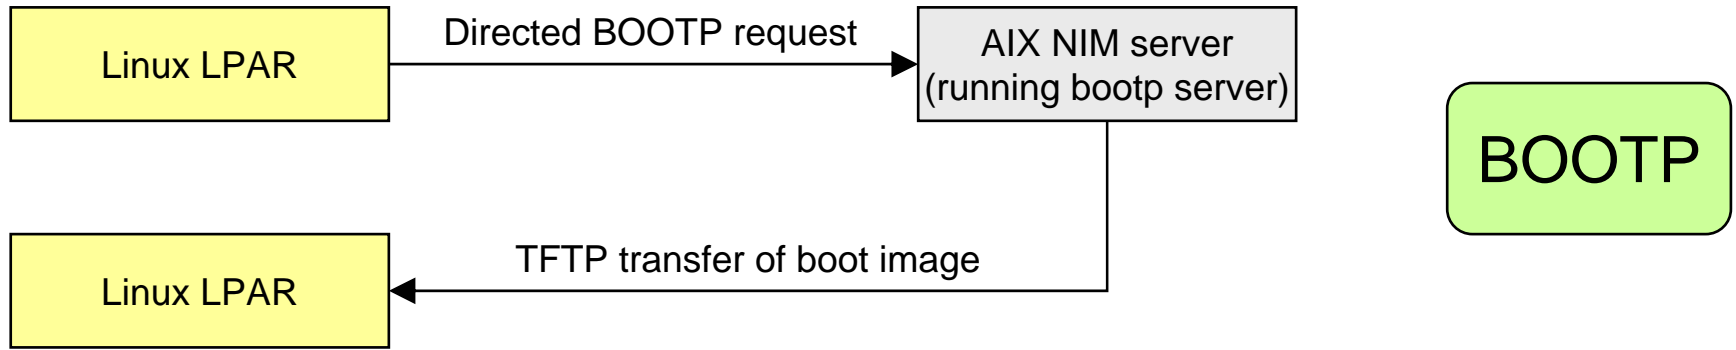 Linux LPAR
Directed BOOTP request
AIX NIM server
(running bootp server)
BOOTP
Linux LPAR
TFTP transfer of boot image